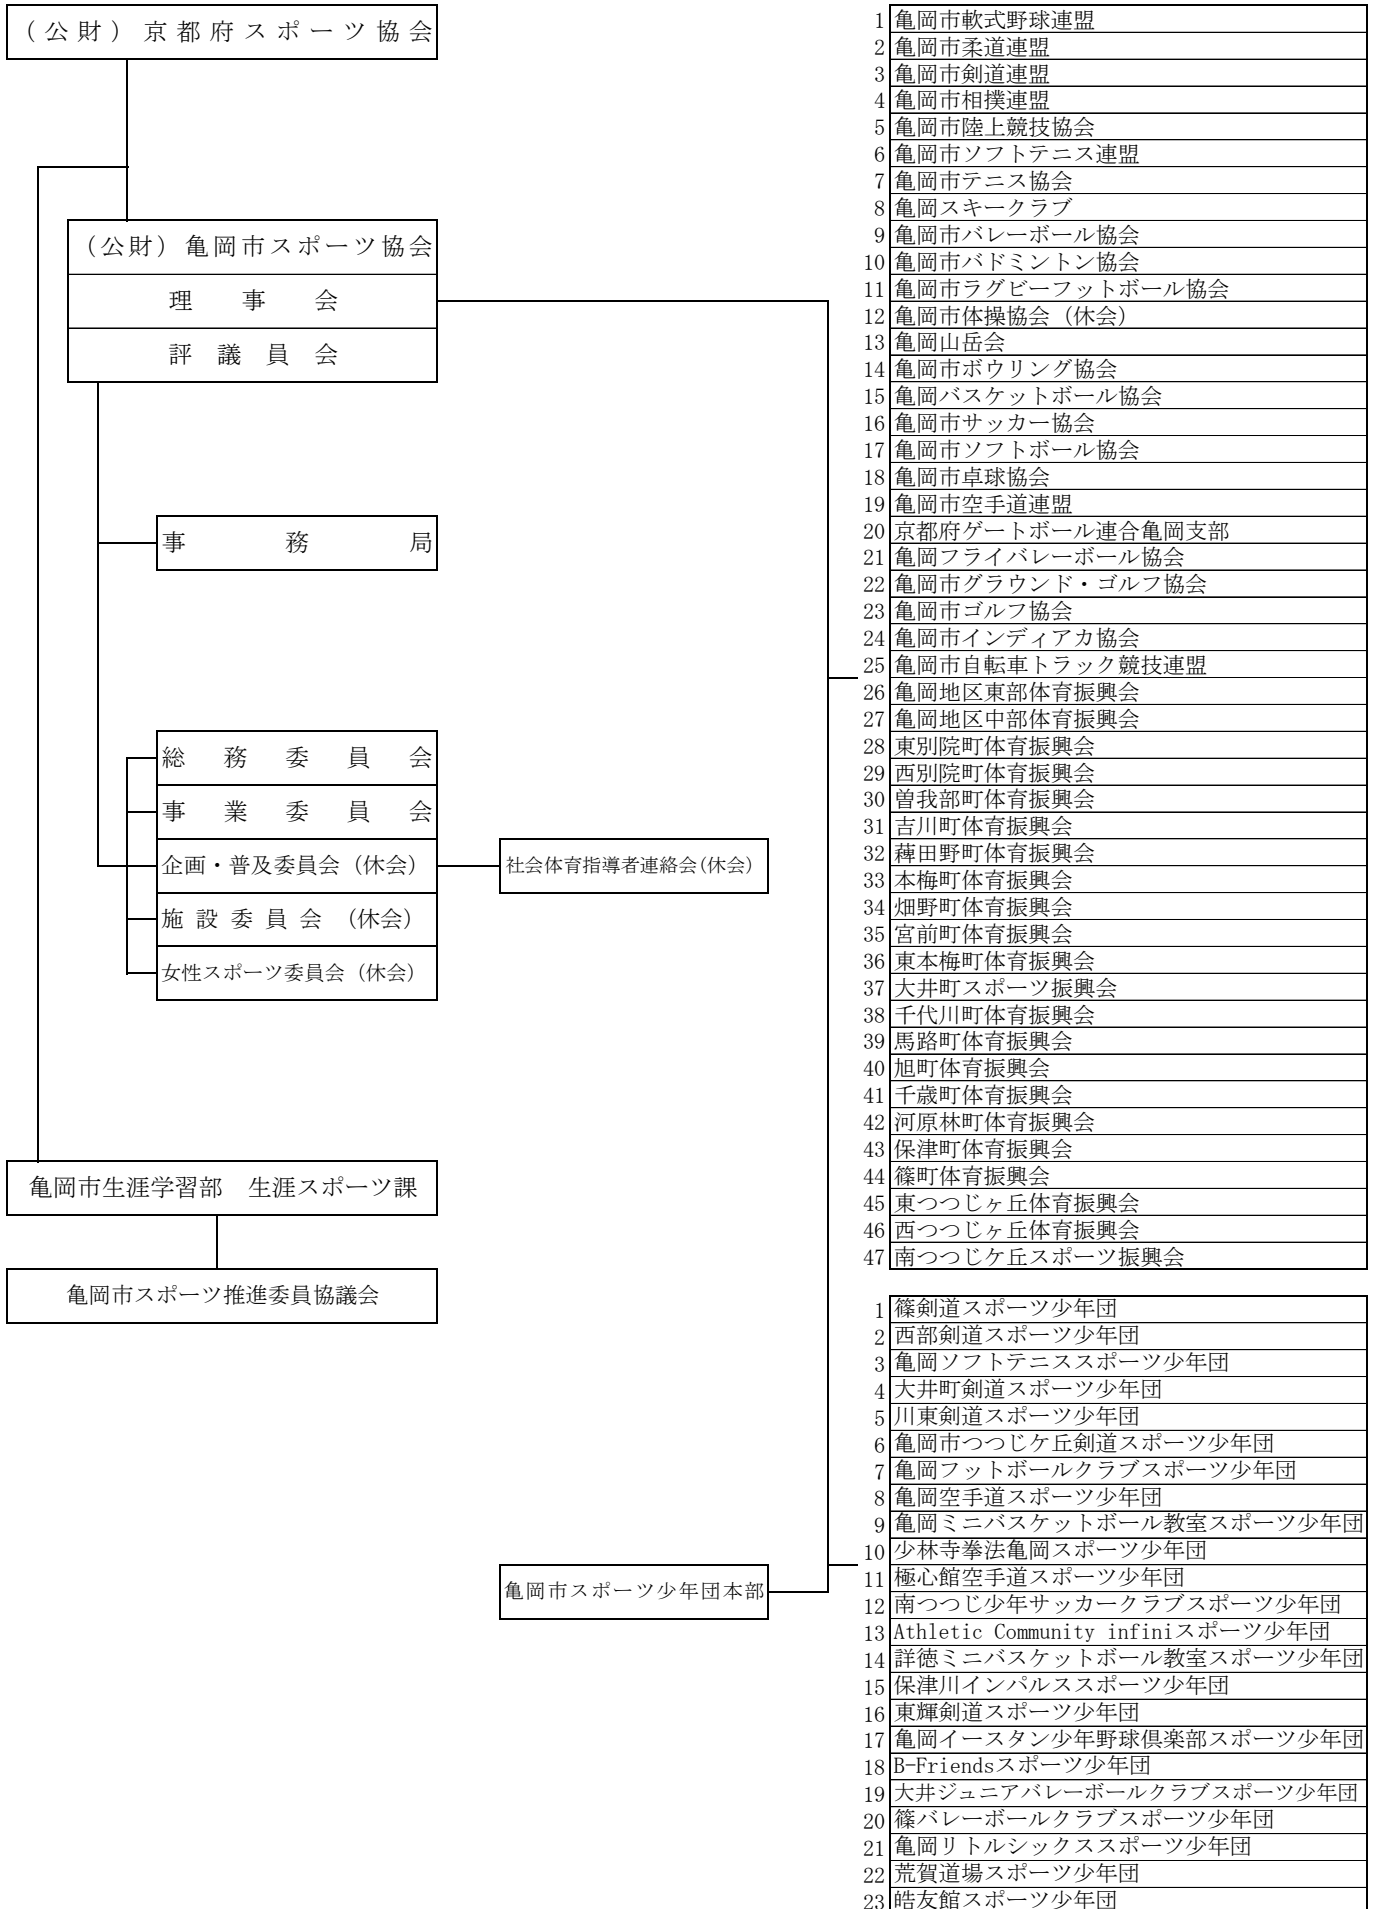 （公財）京都府スポーツ協会
（公財）亀岡市スポーツ協会
理事会
評議員会
事務局
総務委員会
事業委員会
企画・普及委員会（休会）
施設委員会（休会）
女性スポーツ委員会（休会）
社会体育指導者連絡会(休会)
亀岡市生涯学習部　生涯スポーツ課
亀岡市スポーツ推進委員協議会
亀岡市スポーツ少年団本部
1 亀岡市軟式野球連盟
2 亀岡市柔道連盟
3 亀岡市剣道連盟
4 亀岡市相撲連盟
5 亀岡市陸上競技協会
6 亀岡市ソフトテニス連盟
7 亀岡市テニス協会
8 亀岡スキークラブ
9 亀岡市バレーボール協会
10 亀岡市バドミントン協会
11 亀岡市ラグビーフットボール協会
12 亀岡市体操協会（休会）
13 亀岡山岳会
14 亀岡市ボウリング協会
15 亀岡バスケットボール協会
16 亀岡市サッカー協会
17 亀岡市ソフトボール協会
18 亀岡市卓球協会
19 亀岡市空手道連盟
20 京都府ゲートボール連合亀岡支部
21 亀岡フライバレーボール協会
22 亀岡市グラウンド・ゴルフ協会
23 亀岡市ゴルフ協会
24 亀岡市インディアカ協会
25 亀岡市自転車トラック競技連盟
26 亀岡地区東部体育振興会
27 亀岡地区中部体育振興会
28 東別院町体育振興会
29 西別院町体育振興会
30 曽我部町体育振興会
31 吉川町体育振興会
32 薭田野町体育振興会
33 本梅町体育振興会
34 畑野町体育振興会
35 宮前町体育振興会
36 東本梅町体育振興会
37 大井町スポーツ振興会
38 千代川町体育振興会
39 馬路町体育振興会
40 旭町体育振興会
41 千歳町体育振興会
42 河原林町体育振興会
43 保津町体育振興会
44 篠町体育振興会
45 東つつじヶ丘体育振興会
46 西つつじヶ丘体育振興会
47 南つつじケ丘スポーツ振興会
1 篠剣道スポーツ少年団
2 西部剣道スポーツ少年団
3 亀岡ソフトテニススポーツ少年団
4 大井町剣道スポーツ少年団
5 川東剣道スポーツ少年団
6 亀岡市つつじケ丘剣道スポーツ少年団
7 亀岡フットボールクラブスポーツ少年団
8 亀岡空手道スポーツ少年団
9 亀岡ミニバスケットボール教室スポーツ少年団
10 少林寺拳法亀岡スポーツ少年団
11 極心館空手道スポーツ少年団
12 南つつじ少年サッカークラブスポーツ少年団
13 Athletic Community infiniスポーツ少年団
14 詳徳ミニバスケットボール教室スポーツ少年団
15 保津川インパルススポーツ少年団
16 東輝剣道スポーツ少年団
17 亀岡イースタン少年野球倶楽部スポーツ少年団
18 B-Friendsスポーツ少年団
19 大井ジュニアバレーボールクラブスポーツ少年団
20 篠バレーボールクラブスポーツ少年団
21 亀岡リトルシックススポーツ少年団
22 荒賀道場スポーツ少年団
23 皓友館スポーツ少年団